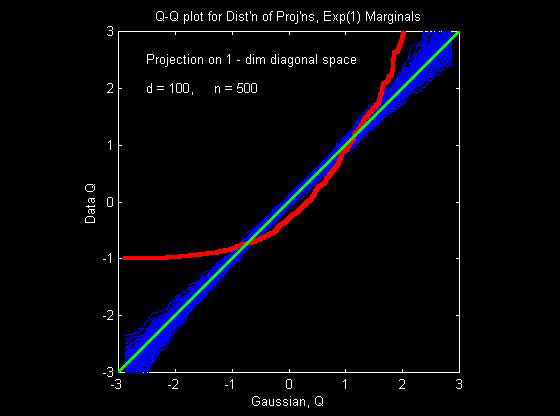 Q-Q plot for Dist'n of Proj'ns, Exp(1) Marginals
Projection on 1 - dim diagonal space
d = 100, n = 500
3
2
1
0
-1
-2
-3
Data Q
-3 -2 -1 0 1 2 3
Gaussian, Q